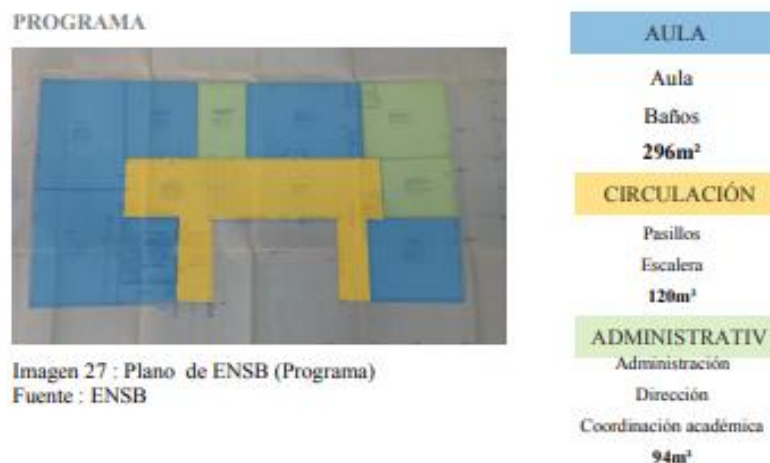 PROGRAMA
Imagen 27 : Plano de ENSB (Programa)
Fuente : ENSB
AULA
Aula
Baños
296m²
CIRCULACIÓN
Pasillos
Escalera
120m²
ADMINISTRATIV
Administración
Dirección
Coordinación académica
94m²